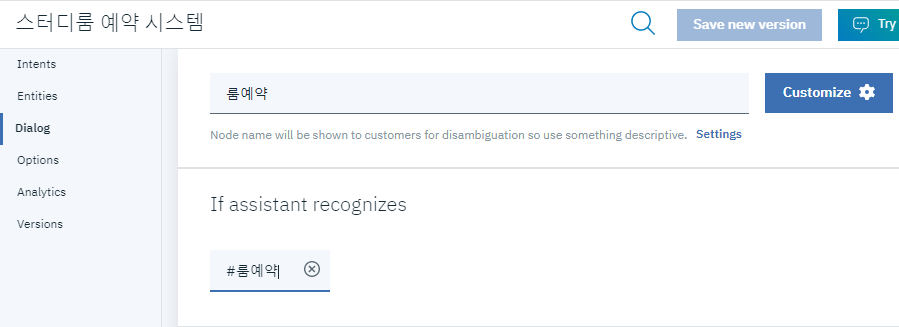 스터디룸 예약 시스템
Save new version
Try
Intents
Entities
Dialog
Options
Analytics
Versions
룸예약
Customize
Node name will be shown to customers for disambiguation so use something descriptive. Settings
If assistant recognizes
#룸예약